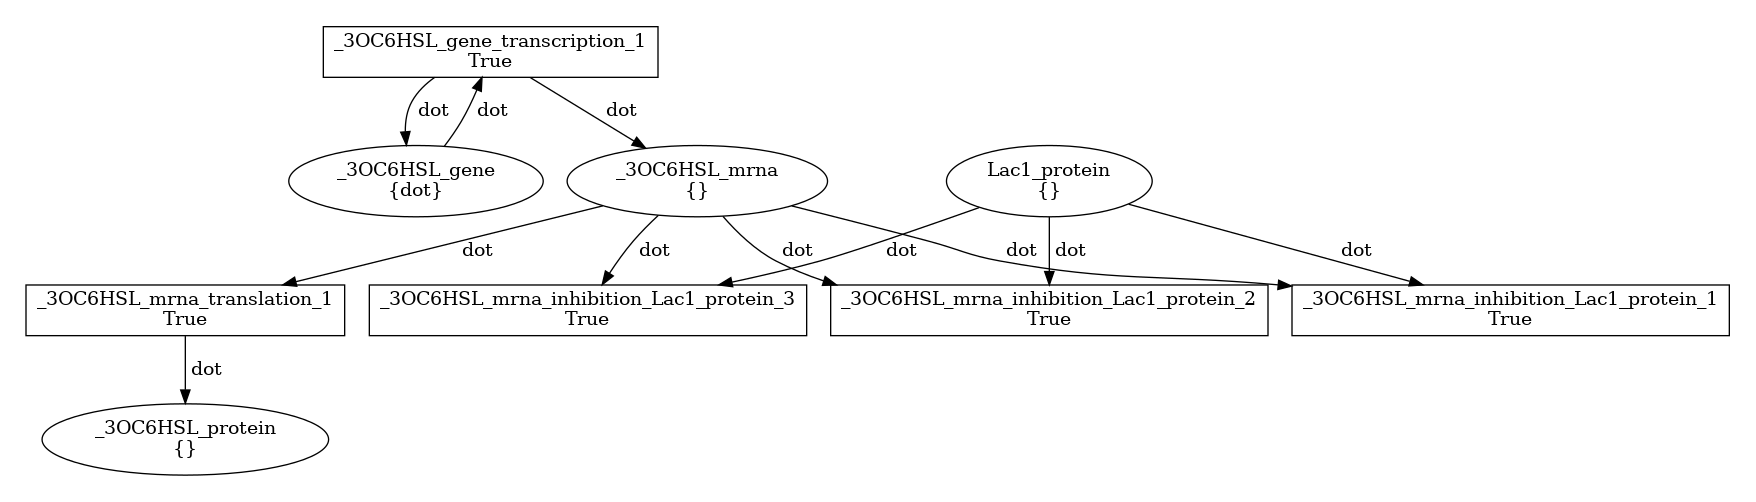 _3OC6HSL_gene_transcription_1
True
dot
dot
dot
_3OC6HSL_gene
{dot}
_3OC6HSL_mrna
{}
Lac1_protein
{}
dot
dot
dot
dot
dot
dot
dot
_3OC6HSL_mrna_translation_1
True
_3OC6HSL_mrna_inhibition_Lac1_protein_3
True
_3OC6HSL_mrna_inhibition_Lac1_protein_2
True
_3OC6HSL_mrna_inhibition_Lac1_protein_1
True
dot
_3OC6HSL_protein
{}